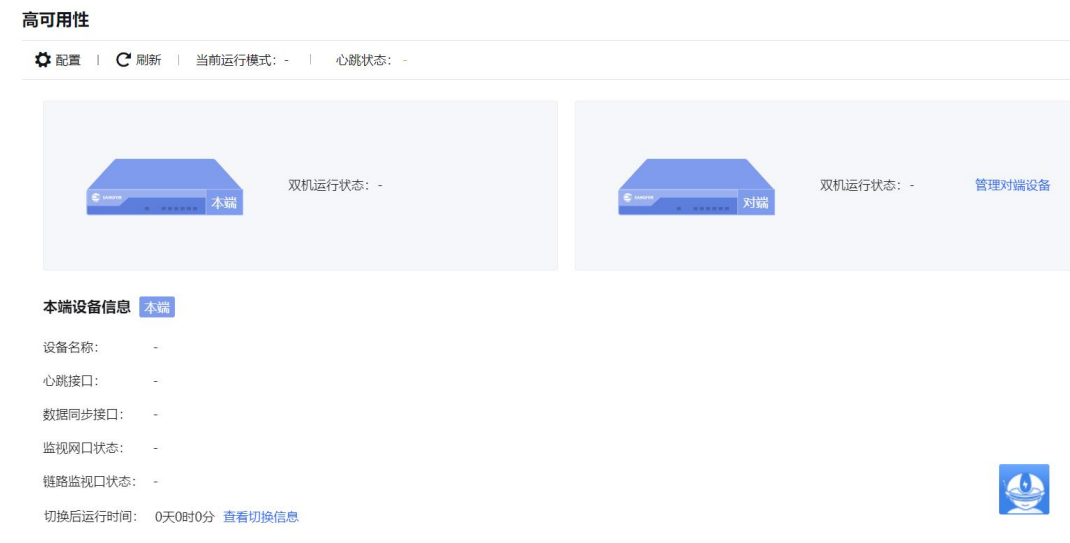 高可用性
配置 | 刷新 | 当前运行模式：- | 心跳状态：-
本端 双机运行状态：- 对端 双机运行状态：- 管理对端设备
本端设备信息 本端
设备名称： -
心跳接口： -
数据同步接口： -
监视网口状态： -
链路监视口状态： -
切换后运行时间： 0天0时0分 查看切换信息